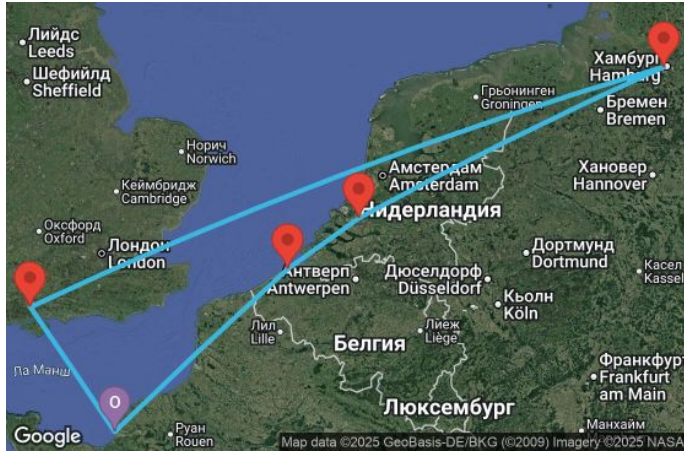 Лийдс
Leeds
Шефийлд
Sheffield
Хамбург
Hamburg
Грьонинген
Groningen
Бремен
Bremen
Норич
Norwich
Амстердам
Amsterdam
Хановер
Hannover
Кеймбридж
Cambridge
Нидерландия
Оксфорд
Oxford
Лондон
London
Дортмунд
Dortmund
Антверп
Antwerpen
Дюселдорф
Düsseldorf
Касел
Kassel
Кьолн
Köln
Лил
Lille
Белгия
Лиеж
Liège
Ла Манш
Франкфурт
Frankfurt
am Main
O
Люксембург
Руан
Rouen
Манхайм
Google
Map data ©2025 GeoBasis-DE/BKG (©2009) Imagery ©2025 NASA